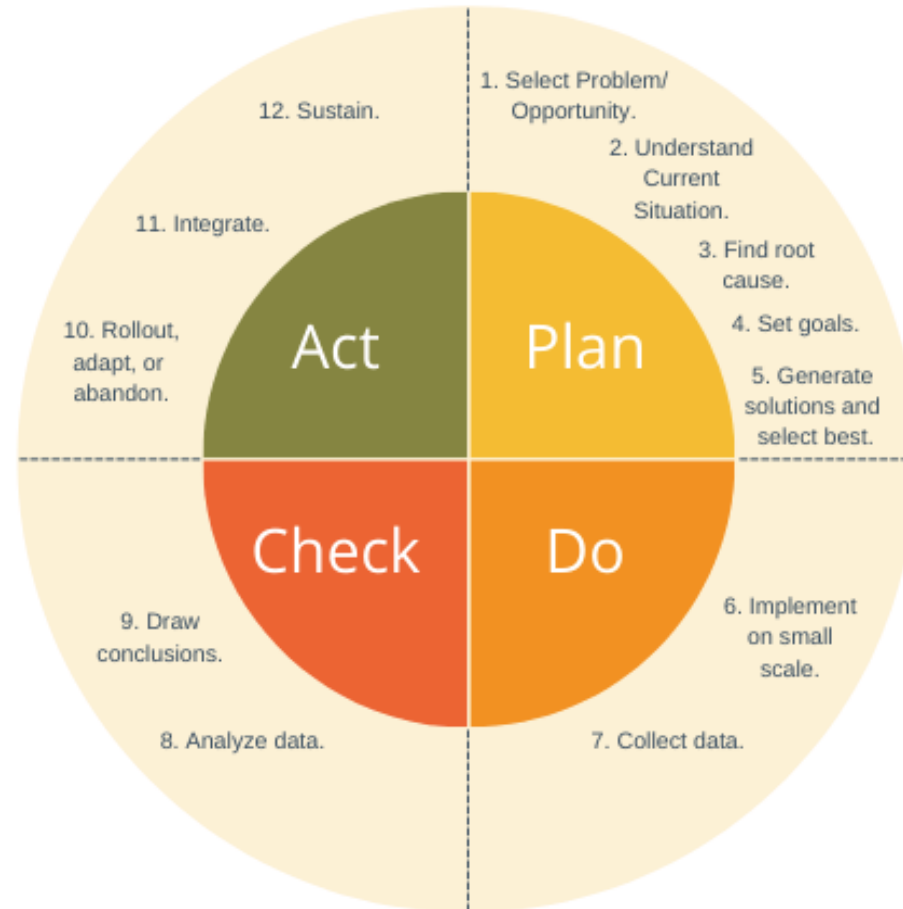 1. Select Problem/
Opportunity.
2. Understand
Current
Situation.
3. Find root
cause.
4. Set goals.
5. Generate
solutions and
select best.
6. Implement
on small
scale.
7. Collect data.
8. Analyze data.
9. Draw
conclusions.
10. Rollout,
adapt, or
abandon.
11. Integrate.
12. Sustain.
Act
Plan
Check
Do